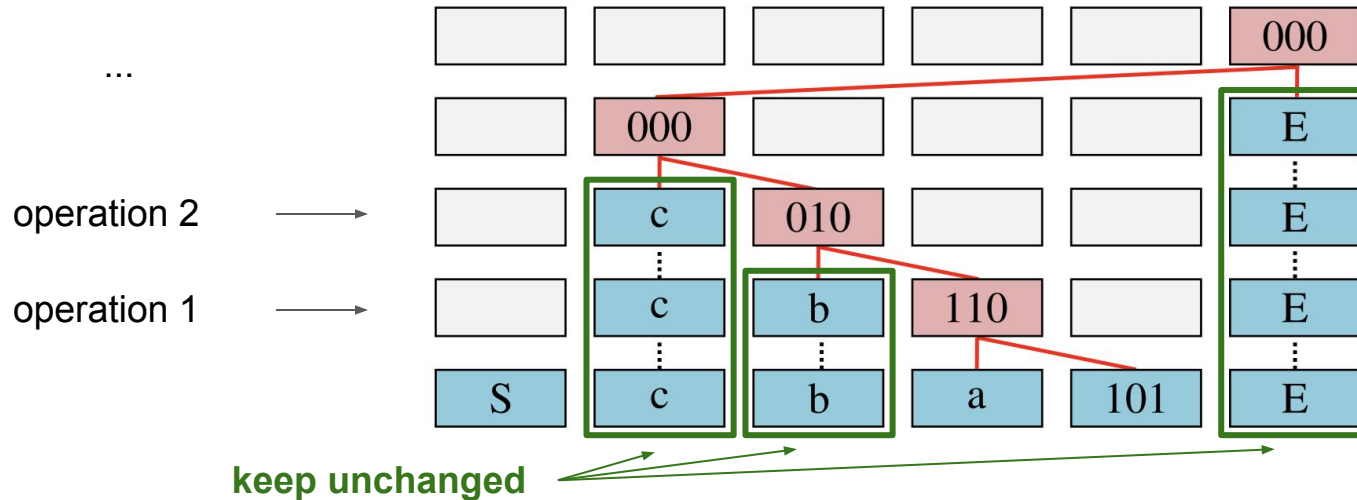 000
...
000 E
operation 2 c 010 E
operation 1 c b 110 E
S c b a 101 E
keep unchanged